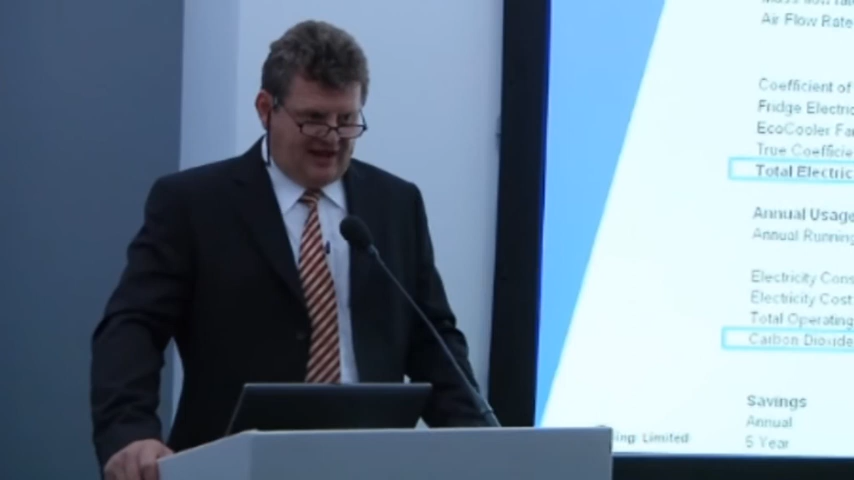 Air Flow Rate
Coefficient of
Fridge Electric
EcoCooler Fa
True Coefficie
Total Electric
Annual Usage
Annual Running
Electricity Cons
Electricity Cost
Total Operating
Carbon Dioxide
Savings
Annual
5 Year
ing Limited